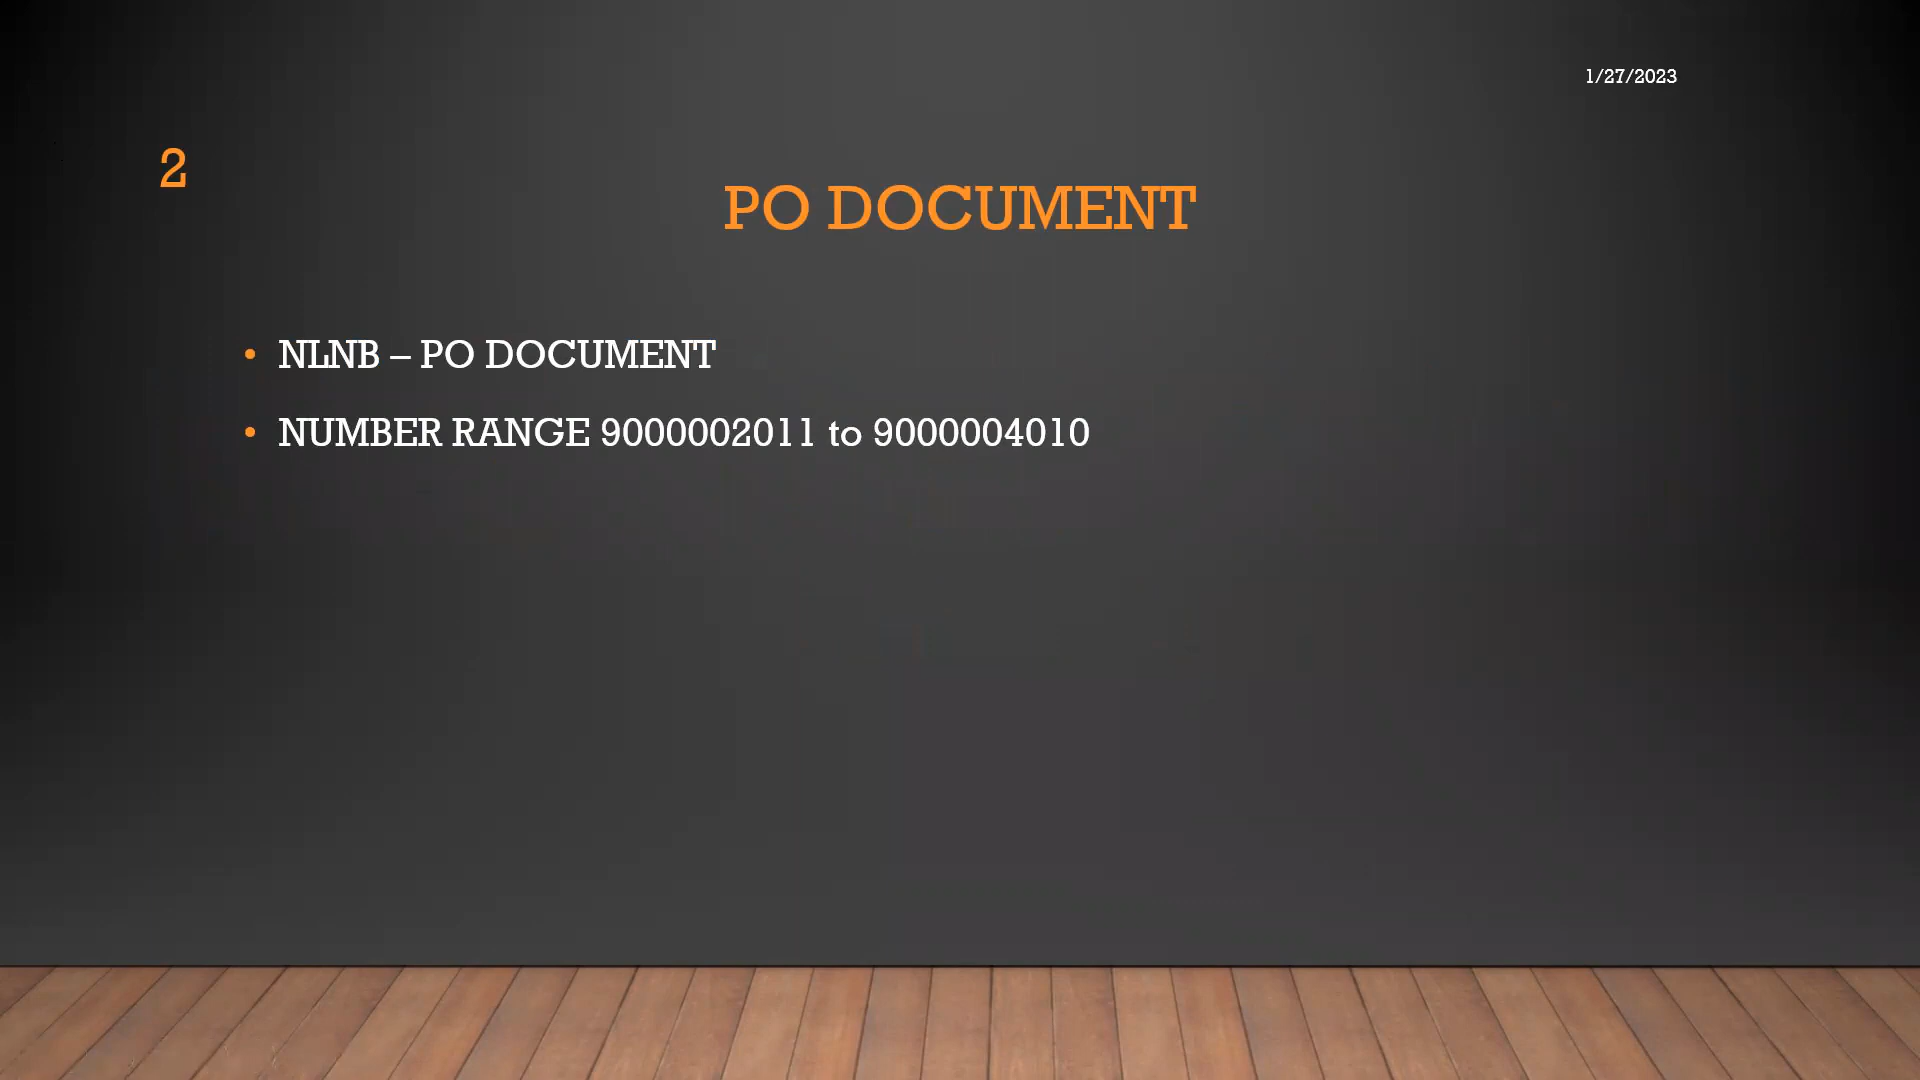 1/27/2023
2
PO DOCUMENT
• NLNB – PO DOCUMENT
• NUMBER RANGE 9000002011 to 9000004010